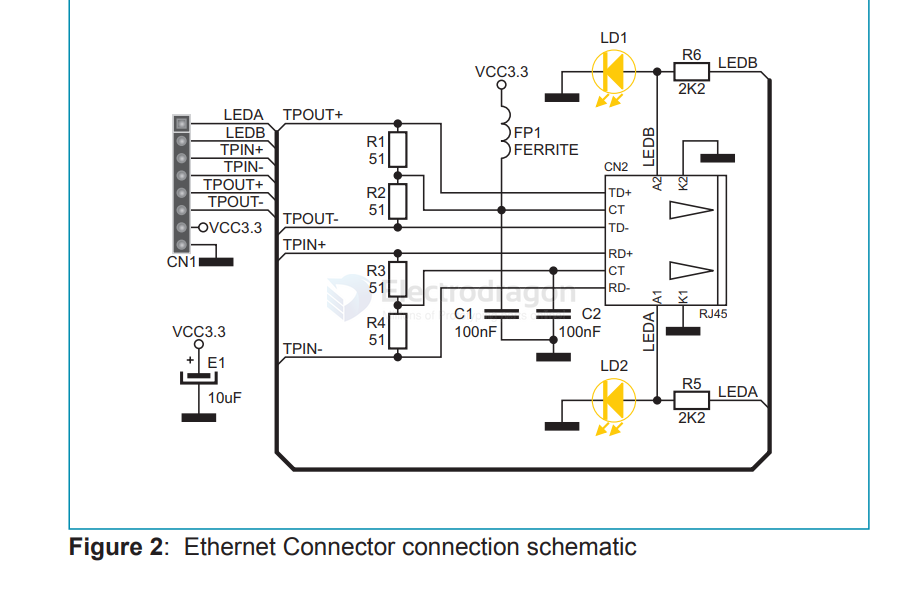 LD1
R6
LEDB
VCC3.3
2K2
LEDA
TPOUT+
LEDB
TPIN+
TPIN-
TPOUT+
TPOUT-
VCC3.3
CN1
R1
51
R2
51
FP1
FERRITE
LEDB
CN2
A2
K2
TD+
CT
TD-
RD+
CT
RD-
A1
K1
RJ45
TPOUT-
TPIN+
R3
51
R4
51
Electrodragon
C1
100nF
C2
100nF
LEDA
TPIN-
VCC3.3
+
E1
10uF
LD2
R5
LEDA
2K2
Figure 2: Ethernet Connector connection schematic